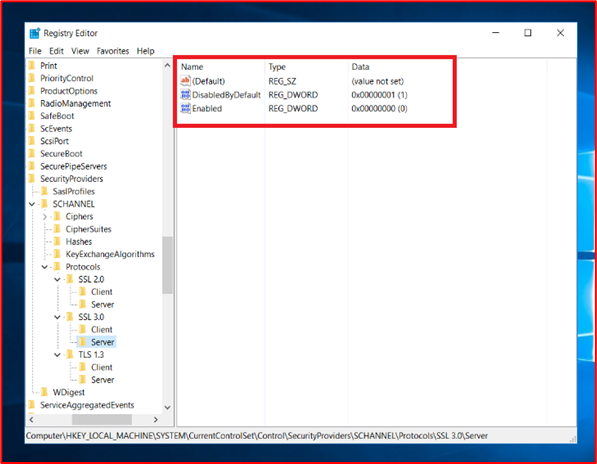 Registry Editor
File Edit View Favorites Help
Print
PriorityControl
ProductOptions
RadioManagement
SafeBoot
ScEvents
ScsiPort
SecureBoot
SecurePipeServers
SecurityProviders
SaslProfiles
SCHANNEL
Ciphers
CipherSuites
Hashes
KeyExchangeAlgorithms
Protocols
SSL 2.0
Client
Server
SSL 3.0
Client
Server
TLS 1.3
Client
Server
WDigest
ServiceAggregatedEvents
Name Type Data
(Default) REG_SZ (value not set)
DisabledByDefault REG_DWORD 0x00000001 (1)
Enabled REG_DWORD 0x00000000 (0)
Computer\HKEY_LOCAL_MACHINE\SYSTEM\CurrentControlSet\Control\SecurityProviders\SCHANNEL\Protocols\SSL 3.0\Server